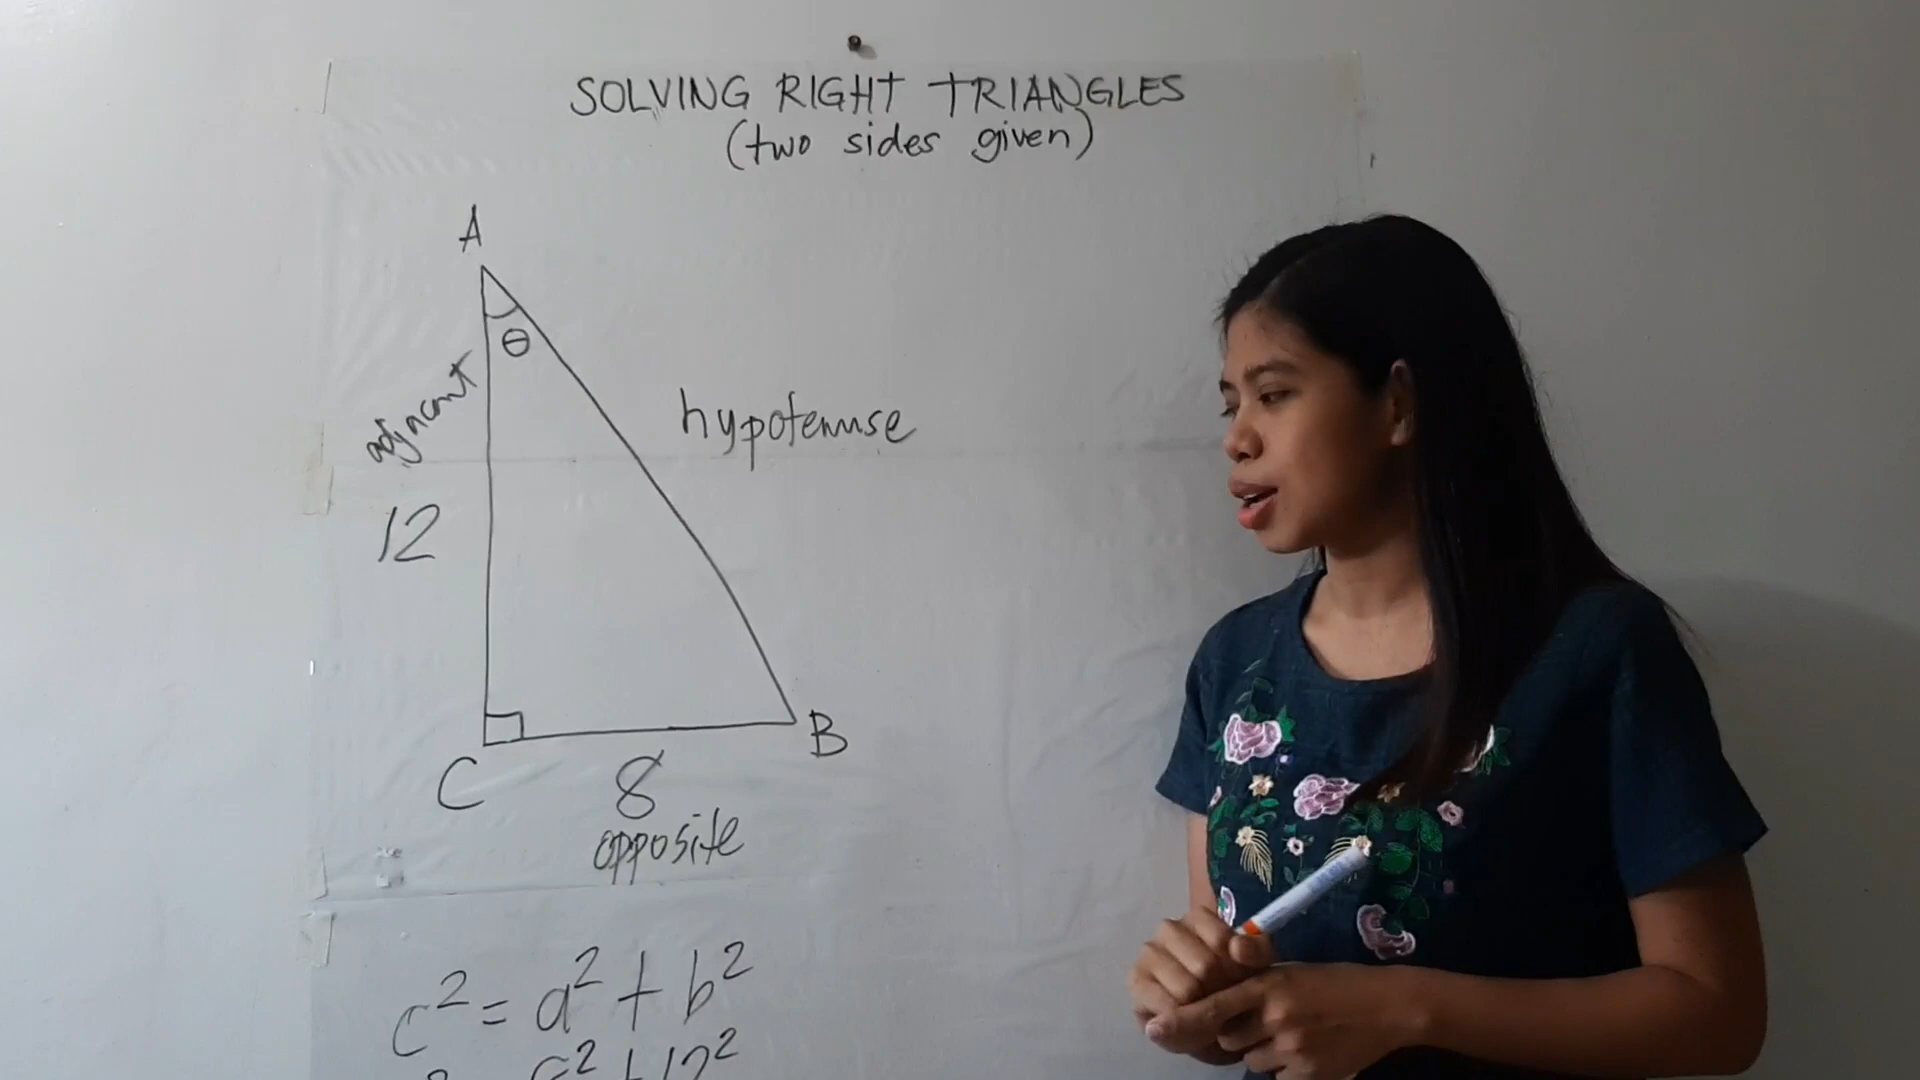 SOLVING RIGHT TRIANGLES
(two sides given)
A
θ
adjacent
hypotenuse
12
B
C
8
opposite
c² = a² + b²